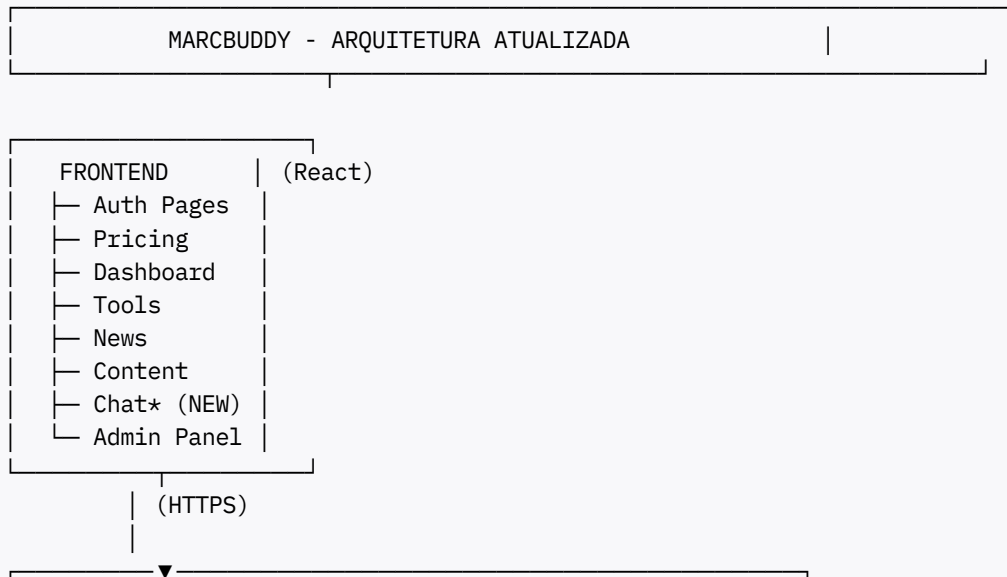 MARCBUDDY - ARQUITETURA ATUALIZADA
FRONTEND (React)
├─ Auth Pages
├─ Pricing
├─ Dashboard
├─ Tools
├─ News
├─ Content
├─ Chat* (NEW)
└─ Admin Panel
(HTTPS)
▼